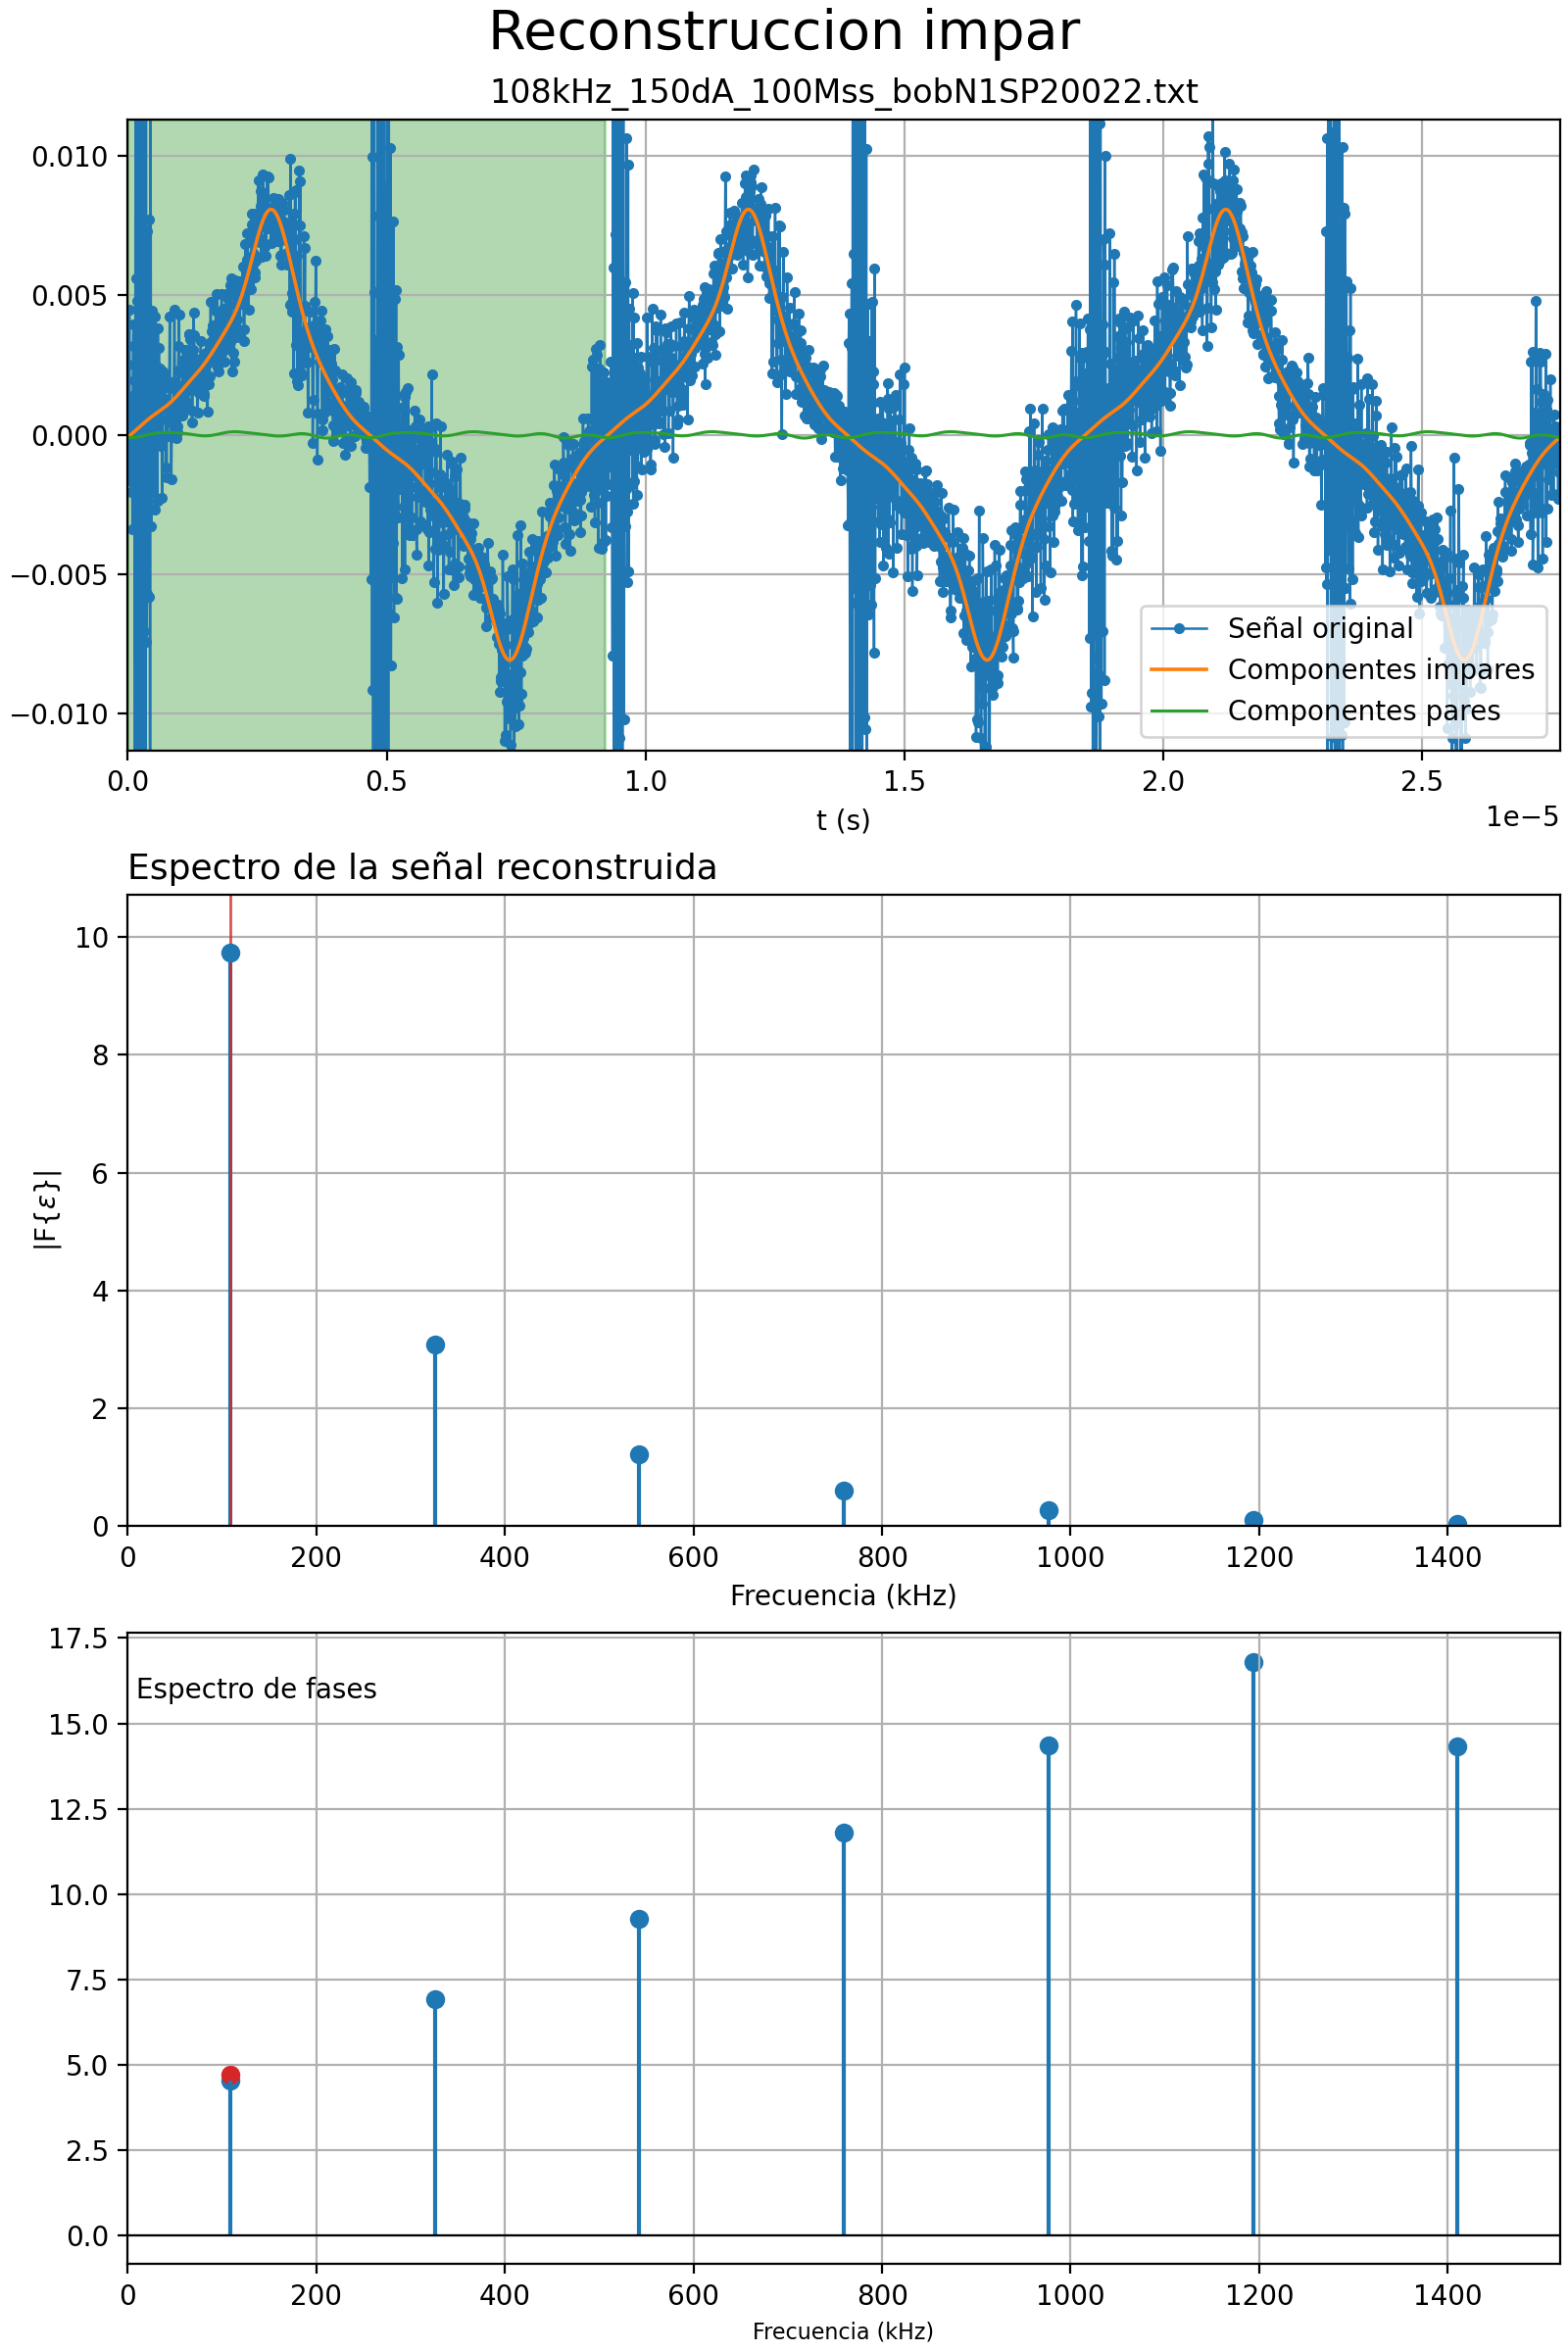 Reconstruccion impar
108kHz_150dA_100Mss_bobN1SP20022.txt
0.010
0.005
0.000
−0.005
−0.010
Señal original
Componentes impares
Componentes pares
0.0 0.5 1.0 1.5 2.0 2.5
1e−5
t (s)
Espectro de la señal reconstruida
10
8
6
4
2
0
|F{ε}|
0 200 400 600 800 1000 1200 1400
Frecuencia (kHz)
17.5
Espectro de fases
15.0
12.5
10.0
7.5
5.0
2.5
0.0
0 200 400 600 800 1000 1200 1400
Frecuencia (kHz)